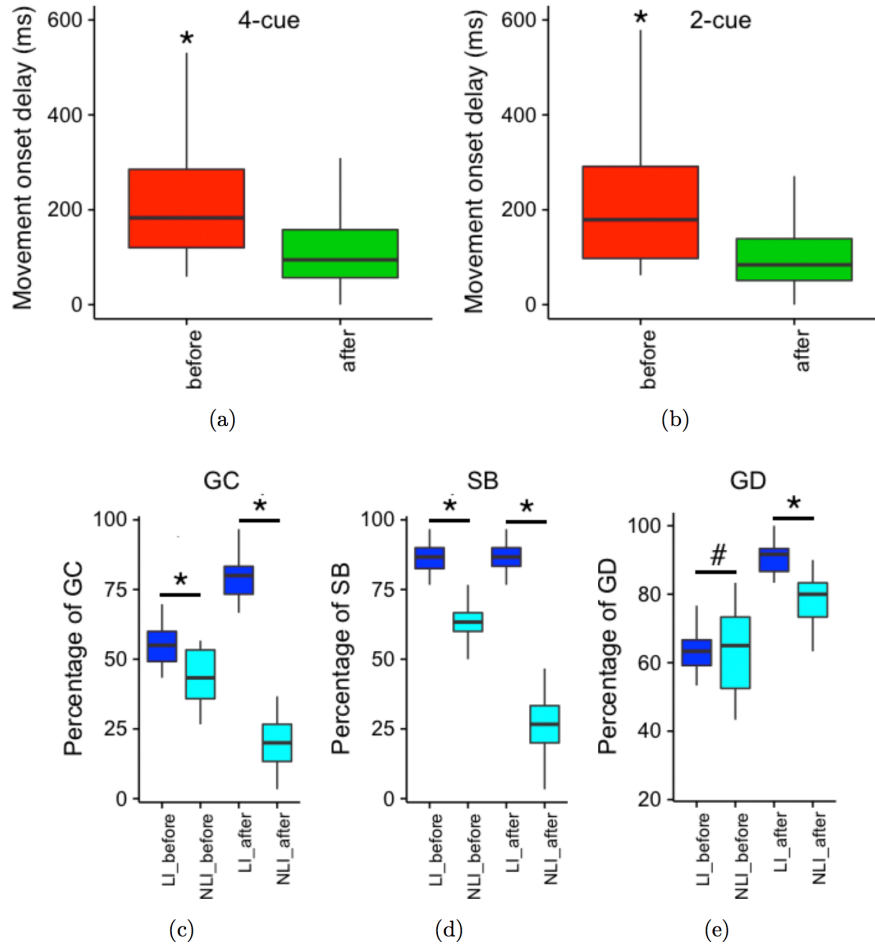 4-cue
*
Movement onset delay (ms)
600
400
200
0
before
after
(a)
2-cue
*
Movement onset delay (ms)
600
400
200
0
before
after
(b)
GC
*
*
Percentage of GC
100
75
50
25
0
LI_before
NLI_before
LI_after
NLI_after
(c)
SB
*
*
Percentage of SB
100
75
50
25
0
LI_before
NLI_before
LI_after
NLI_after
(d)
GD
#
*
Percentage of GD
100
80
60
40
20
LI_before
NLI_before
LI_after
NLI_after
(e)